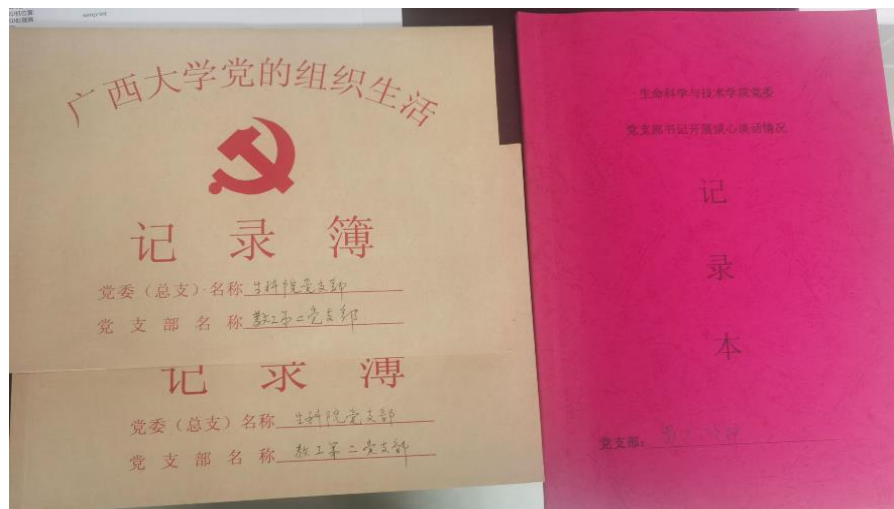 广西大学党的组织生活
记录簿
党委（总支）名称 生科院党支部
党支部名称 教工第二党支部
记录簿
党委（总支）名称 生科院党支部
党支部名称 教工第二党支部
生命科学与技术学院党委
党支部书记开展谈心谈话情况
记
录
本
党支部：